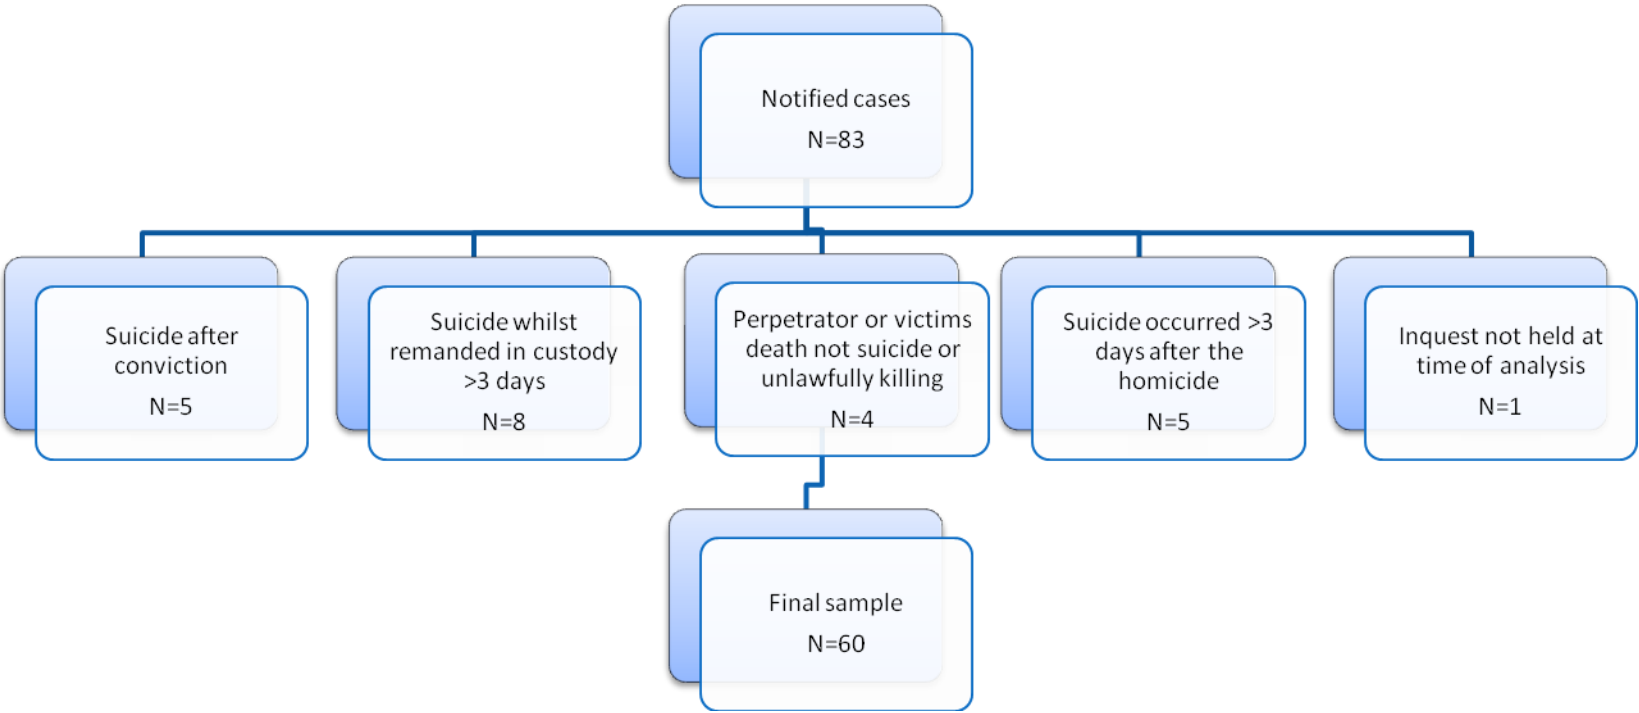 Notified cases
N=83
Suicide after
conviction
N=5
Suicide whilst
remanded in custody
>3 days
N=8
Perpetrator or victims
death not suicide or
unlawfully killing
N=4
Suicide occurred >3
days after the
homicide
N=5
Inquest not held at
time of analysis
N=1
Final sample
N=60